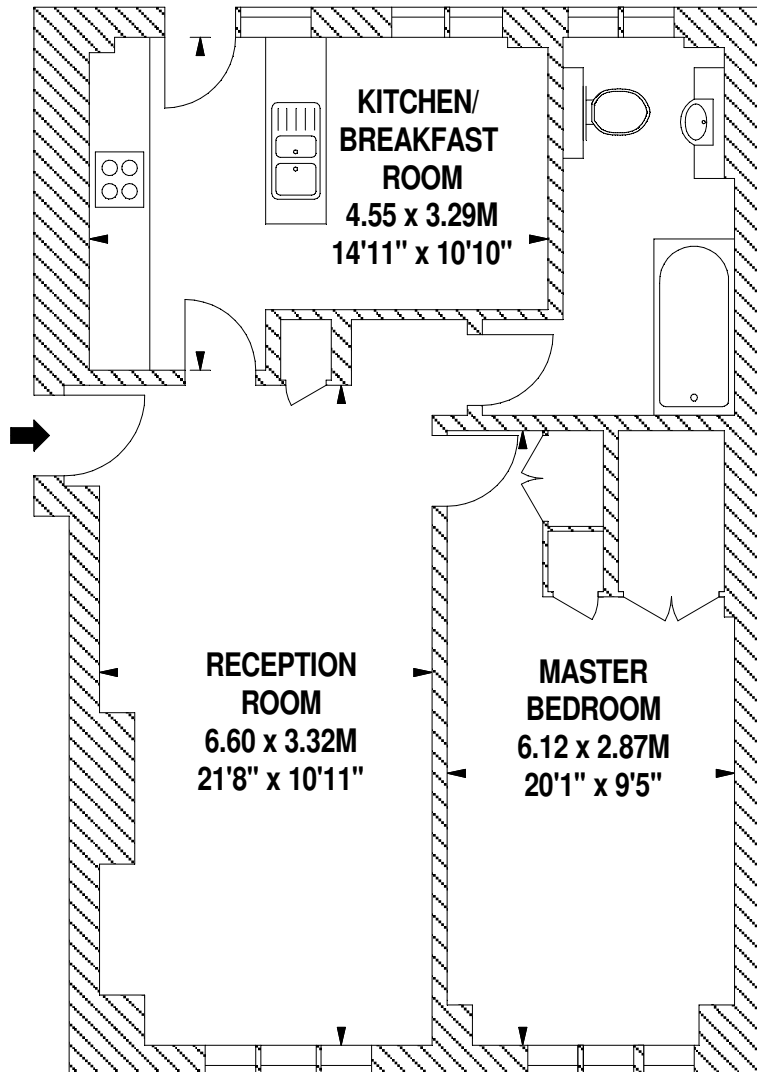 KITCHEN/
BREAKFAST
ROOM
4.55 x 3.29M
14'11" x 10'10"
RECEPTION
ROOM
6.60 x 3.32M
21'8" x 10'11"
MASTER
BEDROOM
6.12 x 2.87M
20'1" x 9'5"